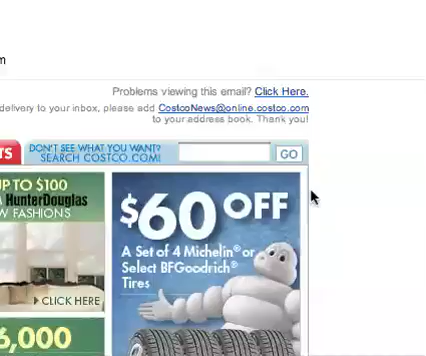 Problems viewing this email? Click Here.
delivery to your inbox, please add CostcoNews@online.costco.com
to your address book. Thank you!
DON'T SEE WHAT YOU WANT?
SEARCH COSTCO.COM!
GO
UP TO $100
HunterDouglas
FASHIONS
CLICK HERE
6,000
$60 OFF
A Set of 4 Michelin® or
Select BFGoodrich®
Tires